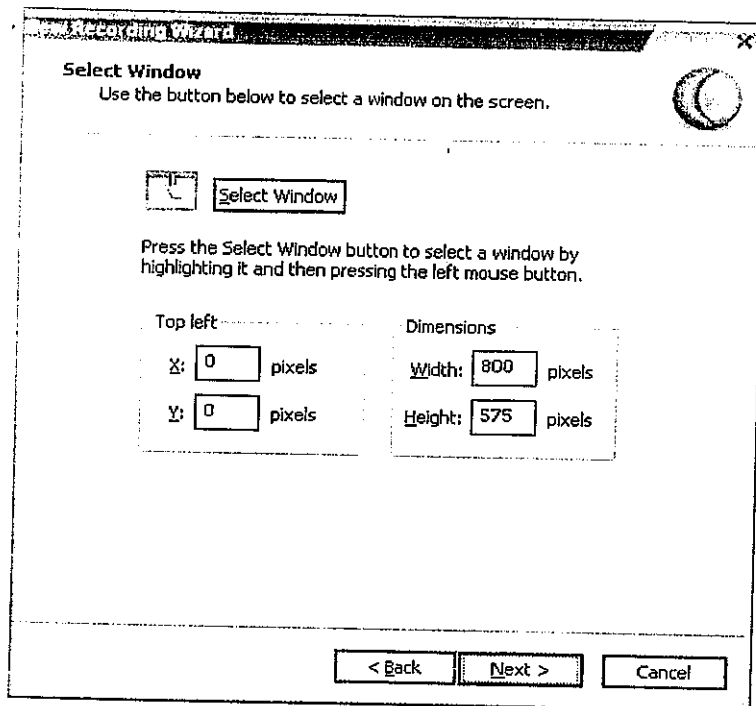 Recording Wizard
Select Window
Use the button below to select a window on the screen.
Select Window
Press the Select Window button to select a window by
highlighting it and then pressing the left mouse button.
Top left
X: 0 pixels
Y: 0 pixels
Dimensions
Width: 800 pixels
Height: 575 pixels
< Back
Next >
Cancel